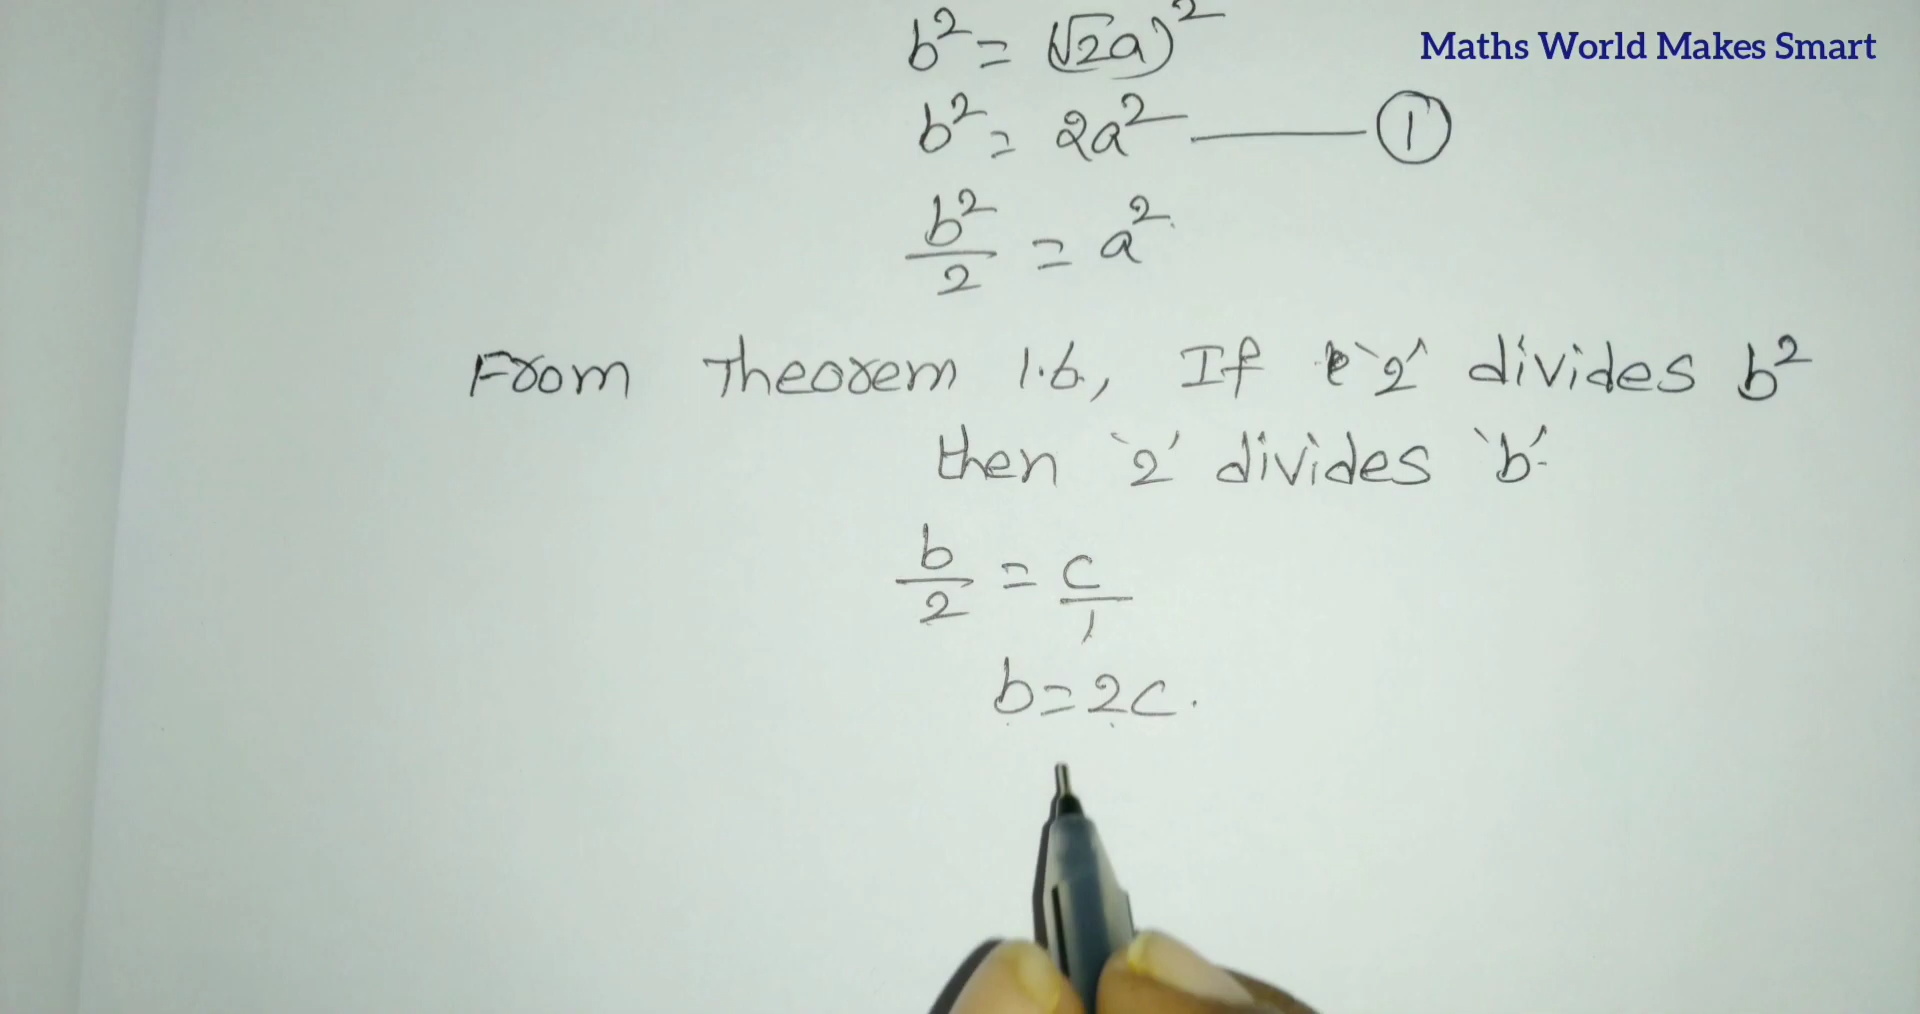 b² = (√2a)²
Maths World Makes Smart
b² = 2a² ——— ①
b²/2 = a²
From Theorem 1.6, If '2' divides b²
then '2' divides 'b'
b/2 = c/1
b=2c.